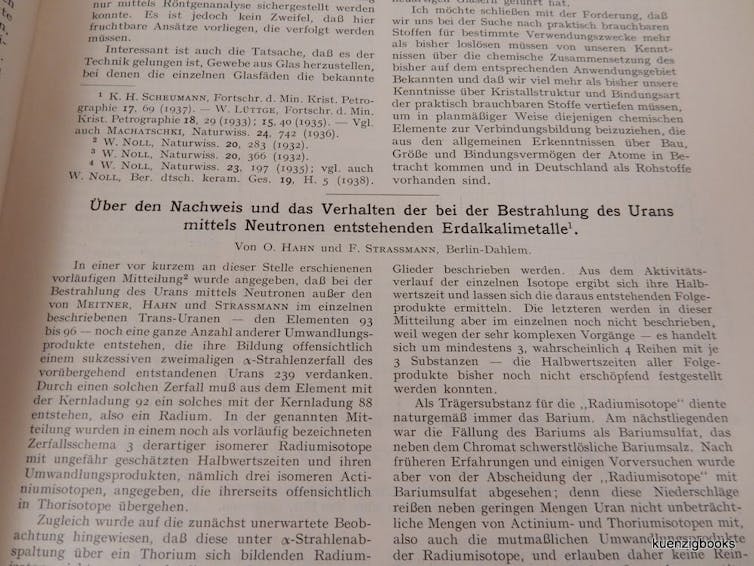 nur mittels Röntgenanalyse sichergestellt werden
konnte. Es ist jedoch kein Zweifel, daß hier
fruchtbare Ansätze vorliegen, die verfolgt werden
müssen.
Interessant ist auch die Tatsache, daß es der
Technik gelungen ist, Gewebe aus Glas herzustellen,
bei denen die einzelnen Glasfäden die bekannte
¹ K. H. SCHEUMANN, Fortschr. d. Min. Krist. Petro-
graphie 17, 69 (1937). — W. LÜTTGE, Fortschr. d. Min.
Krist. Petrographie 18, 29 (1933); 15, 40 (1935). — Vgl.
auch MACHATSCHKI, Naturwiss. 24, 742 (1936).
² W. NOLL, Naturwiss. 20, 283 (1932).
³ W. NOLL, Naturwiss. 20, 366 (1932).
⁴ W. NOLL, Naturwiss. 23, 197 (1935); vgl. auch
W. NOLL, Ber. dtsch. keram. Ges. 19, H. 5 (1938).
geführt hat.
Ich möchte schließen mit der Forderung, daß
wir uns bei der Suche nach praktisch brauchbaren
Stoffen für bestimmte Verwendungszwecke mehr
als bisher loslösen müssen von unseren Kennt-
nissen über die chemische Zusammensetzung des
bisher auf dem entsprechenden Anwendungsgebiet
Bekannten und daß wir viel mehr als bisher unsere
Kenntnisse über Kristallstruktur und Bindungsart
der praktisch brauchbaren Stoffe vertiefen müssen,
um in planmäßiger Weise diejenigen chemischen
Elemente zur Verbindungsbildung beizuziehen, die
aus den allgemeinen Erkenntnissen über Bau,
Größe und Bindungsvermögen der Atome in Be-
tracht kommen und in Deutschland als Rohstoffe
vorhanden sind.
Über den Nachweis und das Verhalten der bei der Bestrahlung des Urans
mittels Neutronen entstehenden Erdalkalimetalle¹.
Von O. HAHN und F. STRASSMANN, Berlin-Dahlem.
In einer vor kurzem an dieser Stelle erschienenen
vorläufigen Mitteilung² wurde angegeben, daß bei der
Bestrahlung des Urans mittels Neutronen außer den
von MEITNER, HAHN und STRASSMANN im einzelnen
beschriebenen Trans-Uranen — den Elementen 93
bis 96 — noch eine ganze Anzahl anderer Umwandlungs-
produkte entstehen, die ihre Bildung offensichtlich
einem sukzessiven zweimaligen α-Strahlenzerfall des
vorübergehend entstandenen Urans 239 verdanken.
Durch einen solchen Zerfall muß aus dem Element mit
der Kernladung 92 ein solches mit der Kernladung 88
entstehen, also ein Radium. In der genannten Mit-
teilung wurden in einem noch als vorläufig bezeichneten
Zerfallsschema 3 derartiger isomerer Radiumisotope
mit ungefähr geschätzten Halbwertszeiten und ihren
Umwandlungsprodukten, nämlich drei isomeren Acti-
niumisotopen, angegeben, die ihrerseits offensichtlich
in Thorisotope übergehen.
Zugleich wurde auf die zunächst unerwartete Beob-
achtung hingewiesen, daß diese unter α-Strahlenab-
spaltung über ein Thorium sich bildenden Radium-
Glieder beschrieben werden. Aus dem Aktivitäts-
verlauf der einzelnen Isotope ergibt sich ihre Halb-
wertszeit und lassen sich die daraus entstehenden Folge-
produkte ermitteln. Die letzteren werden in dieser
Mitteilung aber im einzelnen noch nicht beschrieben,
weil wegen der sehr komplexen Vorgänge — es handelt
sich um mindestens 3, wahrscheinlich 4 Reihen mit je
3 Substanzen — die Halbwertszeiten aller Folge-
produkte bisher noch nicht erschöpfend festgestellt
werden konnten.
Als Trägersubstanz für die „Radiumisotope" diente
naturgemäß immer das Barium. Am nächstliegenden
war die Fällung des Bariums als Bariumsulfat, das
neben dem Chromat schwerstlösliche Bariumsalz. Nach
früheren Erfahrungen und einigen Vorversuchen wurde
aber von der Abscheidung der „Radiumisotope" mit
Bariumsulfat abgesehen; denn diese Niederschläge
reißen neben geringen Mengen Uran nicht unbeträcht-
liche Mengen von Actinium- und Thoriumisotopen mit,
also auch die mutmaßlichen Umwandlungsprodukte
der Radiumisotope, und erlauben daher keine Rein-
kuenzigbooks